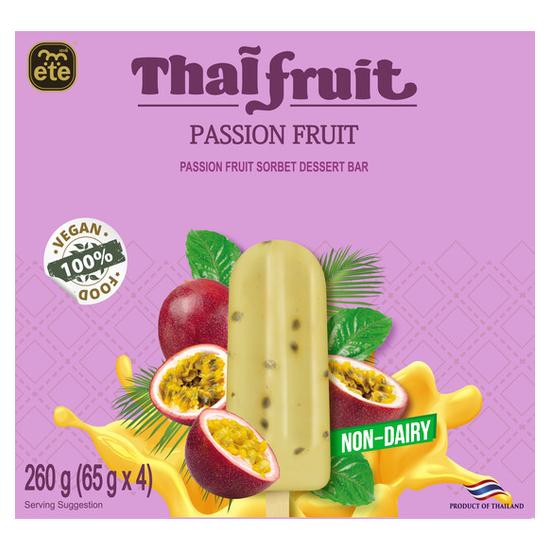 ete
Thaifruit
PASSION FRUIT
PASSION FRUIT SORBET DESSERT BAR
VEGAN
100%
FOOD
NON-DAIRY
260 g (65 g x 4)
Serving Suggestion
PRODUCT OF THAILAND